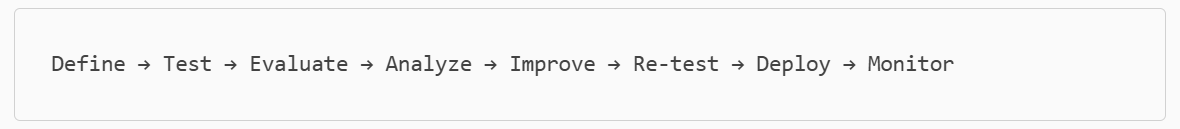 Define → Test → Evaluate → Analyze → Improve → Re-test → Deploy → Monitor